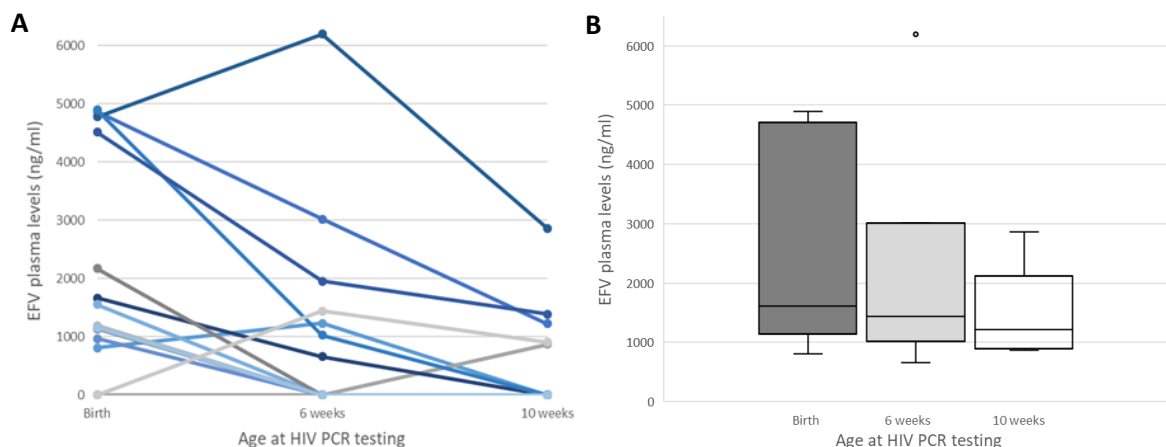 A
EFV plasma levels (ng/ml)
6000
5000
4000
3000
2000
1000
0
Birth
6 weeks
10 weeks
Age at HIV PCR testing
B
EFV plasma levels (ng/ml)
6000
5000
4000
3000
2000
1000
0
Birth
6 weeks
10 weeks
Age at HIV PCR testing